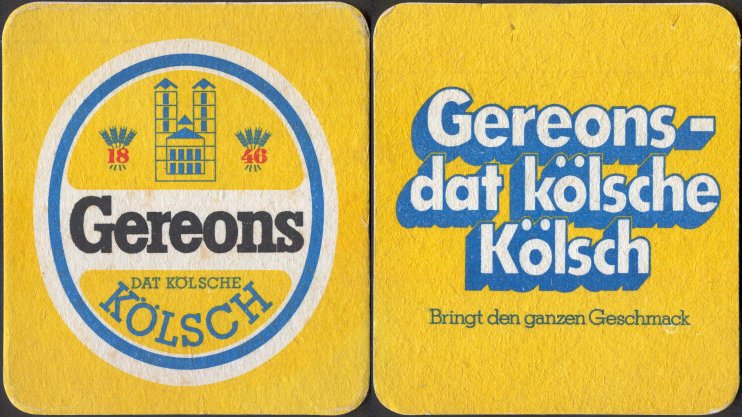 18 46
Gereons
DAT KÖLSCHE
KÖLSCH
Gereons-
dat kölsche
Kölsch
Bringt den ganzen Geschmack